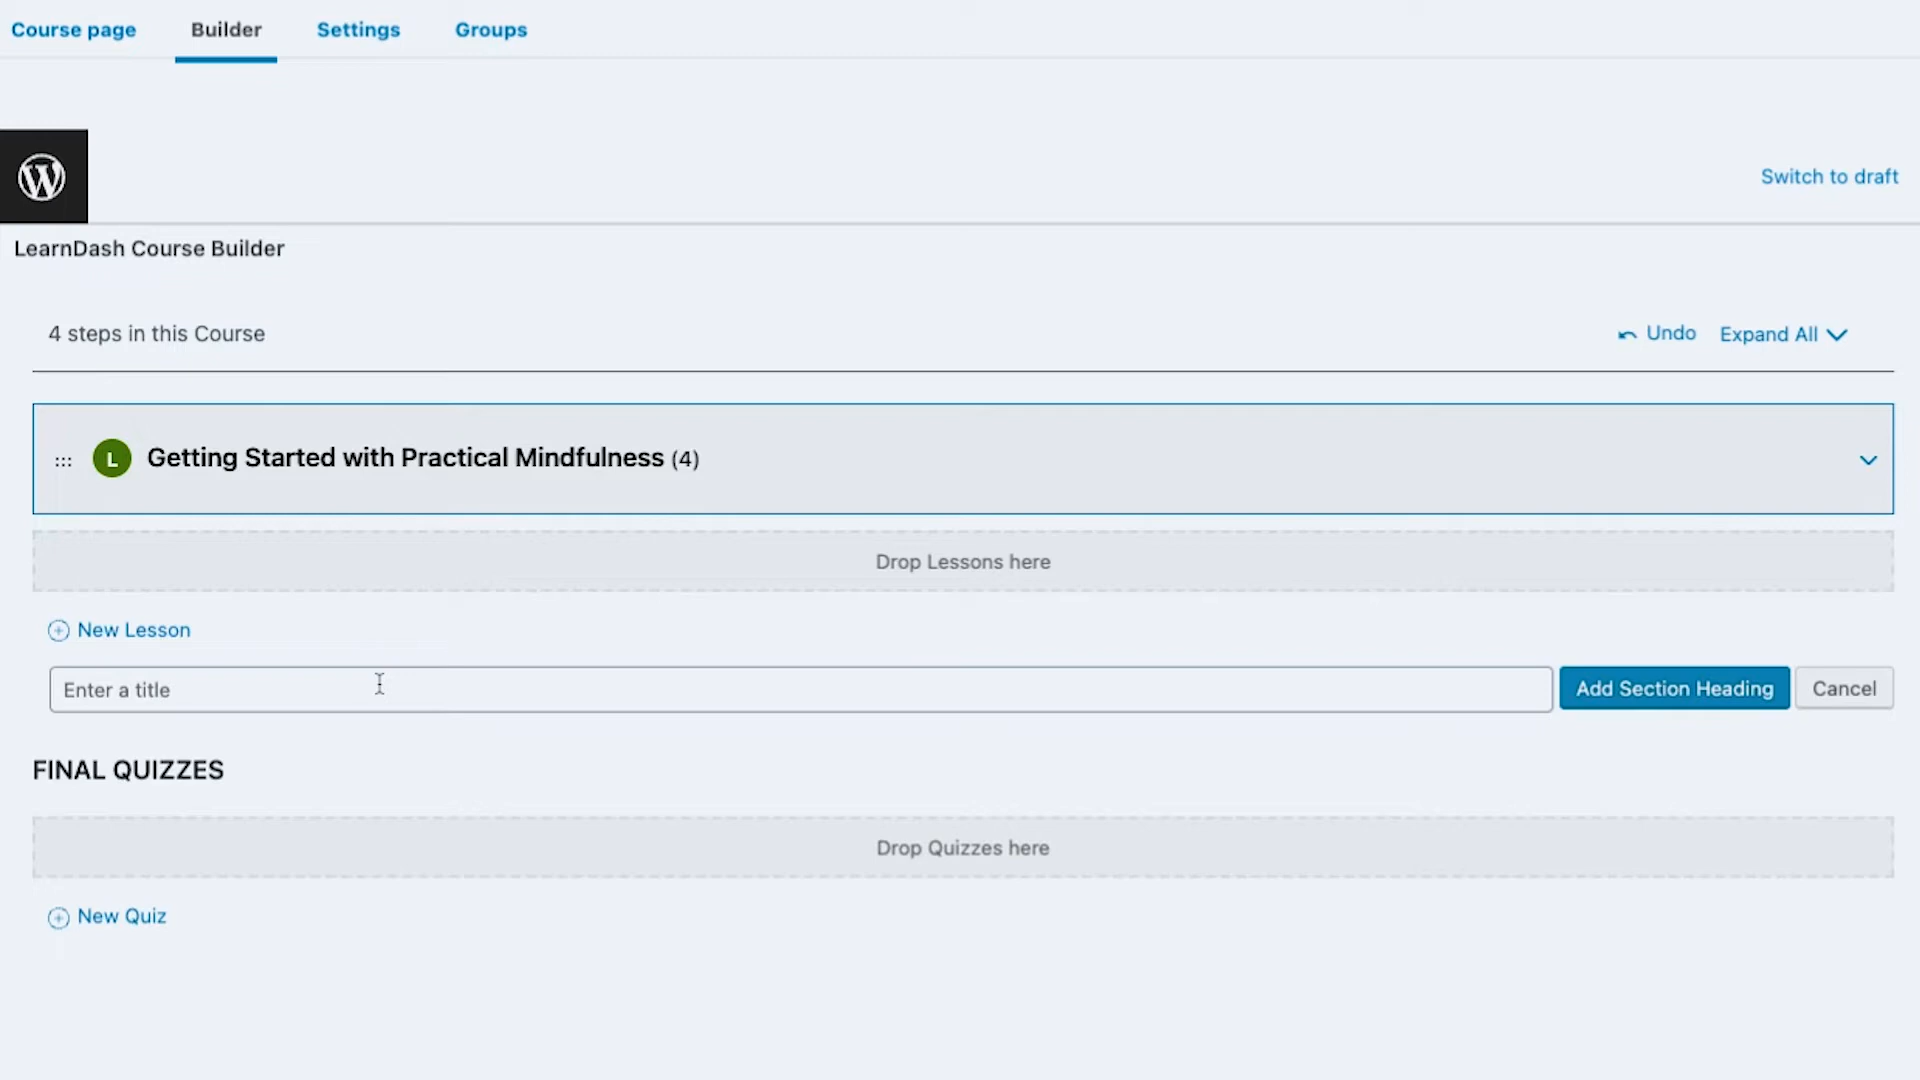 Course page Builder Settings Groups
Switch to draft
LearnDash Course Builder
4 steps in this Course Undo Expand All
L Getting Started with Practical Mindfulness (4)
Drop Lessons here
New Lesson
Enter a title Add Section Heading Cancel
FINAL QUIZZES
Drop Quizzes here
New Quiz